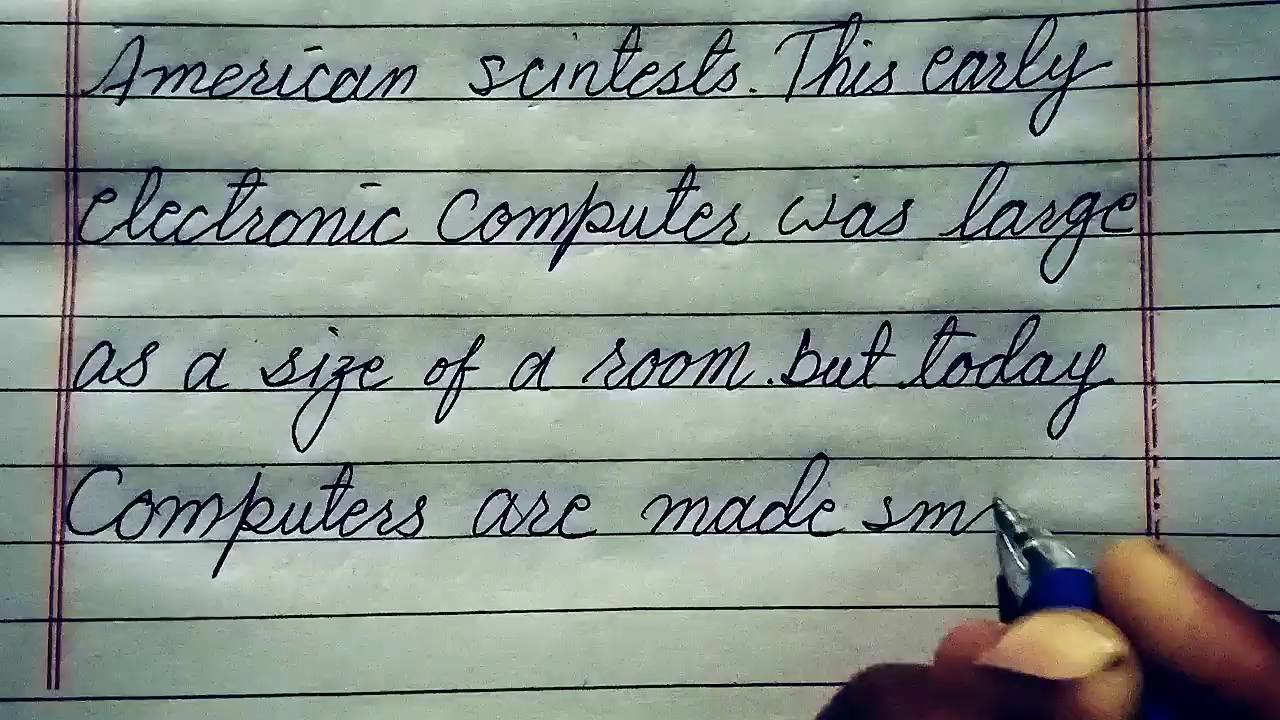 American scintests. This early
electronic Computer was large
as a size of a room. but today
Computers are made sm